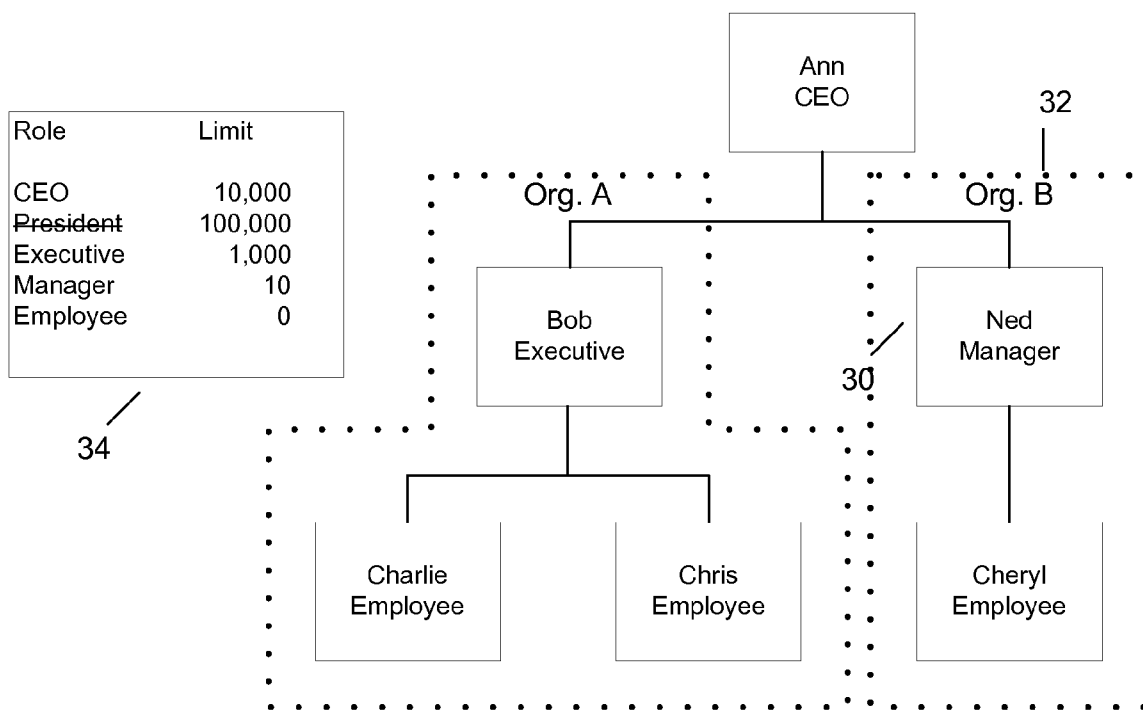 Ann
CEO
32
Role Limit
CEO 10,000
President 100,000
Executive 1,000
Manager 10
Employee 0
34
Org. A
Org. B
Bob
Executive
Ned
Manager
30
Charlie
Employee
Chris
Employee
Cheryl
Employee